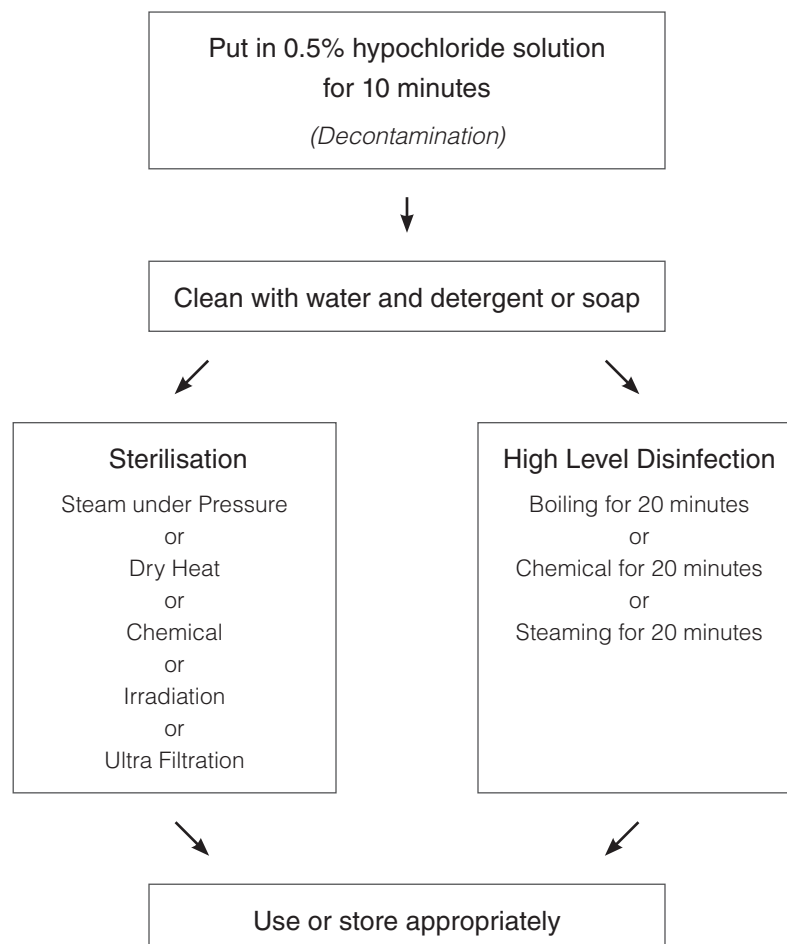 Put in 0.5% hypochloride solution
for 10 minutes
(Decontamination)
Clean with water and detergent or soap
Sterilisation
Steam under Pressure
or
Dry Heat
or
Chemical
or
Irradiation
or
Ultra Filtration
High Level Disinfection
Boiling for 20 minutes
or
Chemical for 20 minutes
or
Steaming for 20 minutes
Use or store appropriately